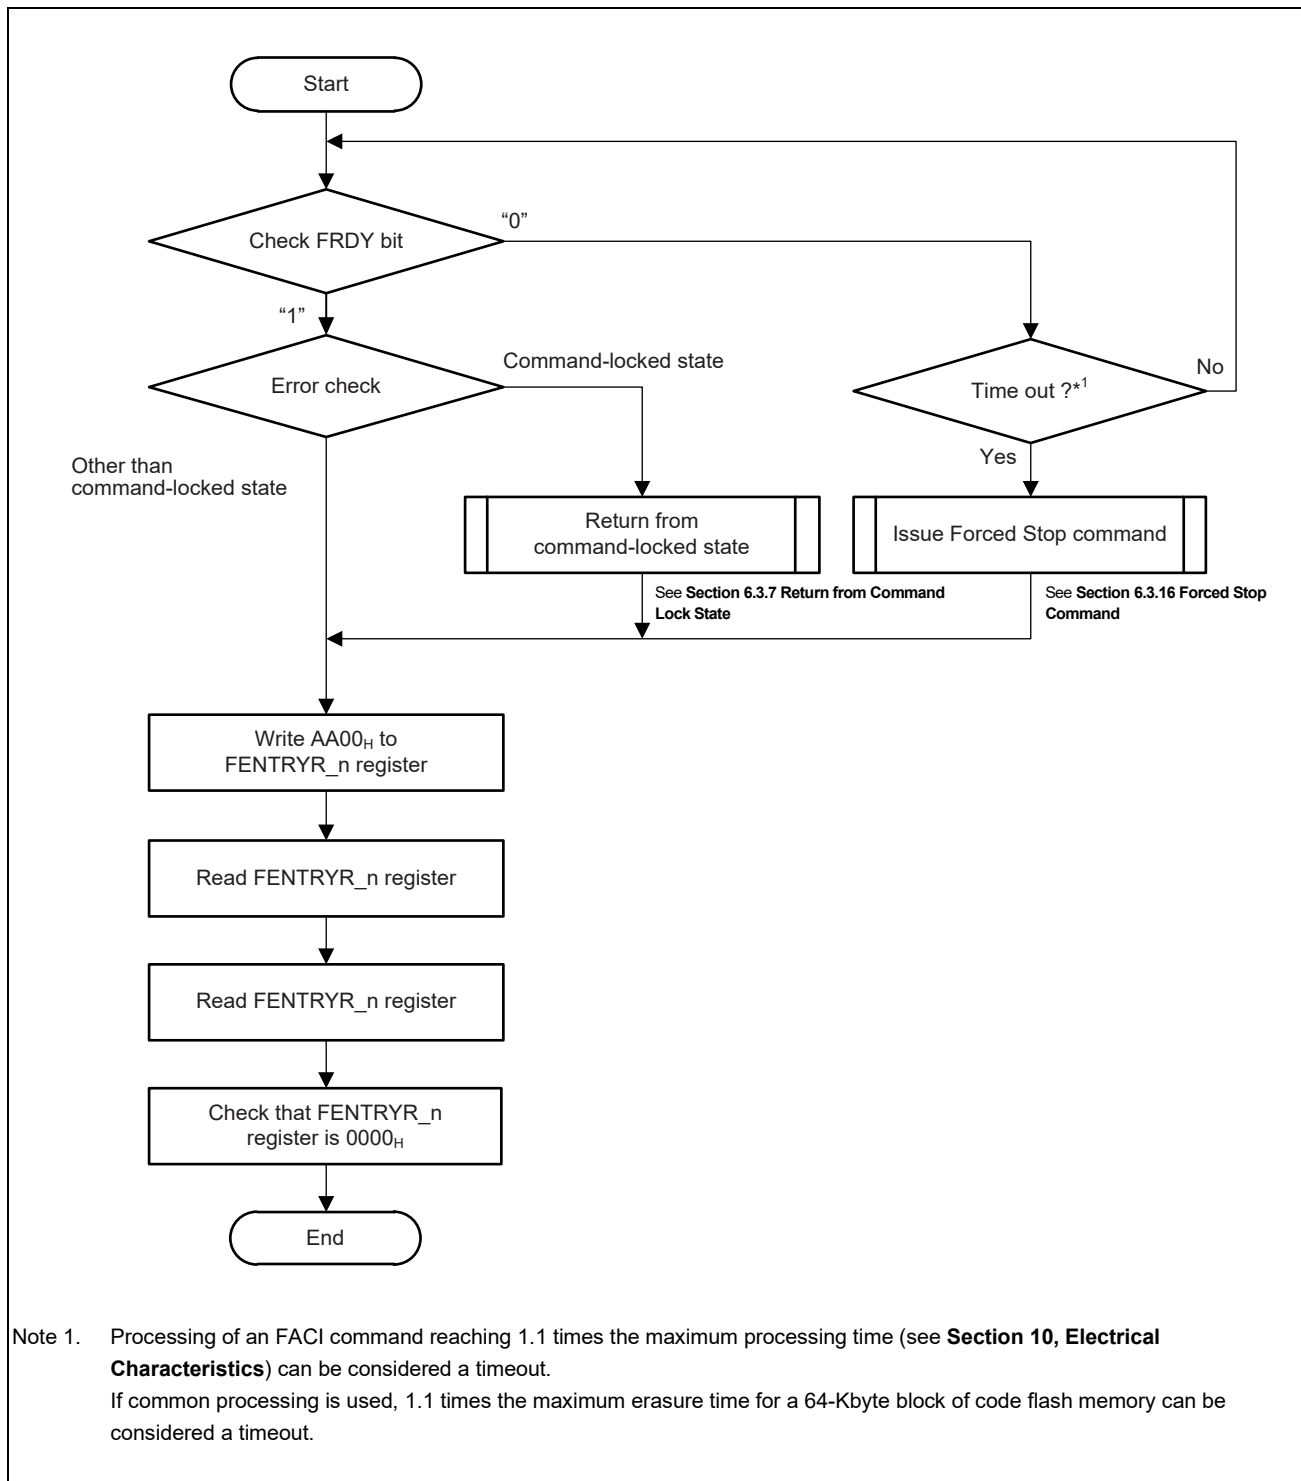 Start
Check FRDY bit
“0”
“1”
Error check
Command-locked state
Time out ?*1
No
Yes
Other than
command-locked state
Return from
command-locked state
Issue Forced Stop command
See Section 6.3.7 Return from Command
Lock State
See Section 6.3.16 Forced Stop
Command
Write AA00H to
FENTRYR_n register
Read FENTRYR_n register
Read FENTRYR_n register
Check that FENTRYR_n
register is 0000H
End
Note 1. Processing of an FACI command reaching 1.1 times the maximum processing time (see Section 10, Electrical
Characteristics) can be considered a timeout.
If common processing is used, 1.1 times the maximum erasure time for a 64-Kbyte block of code flash memory can be
considered a timeout.